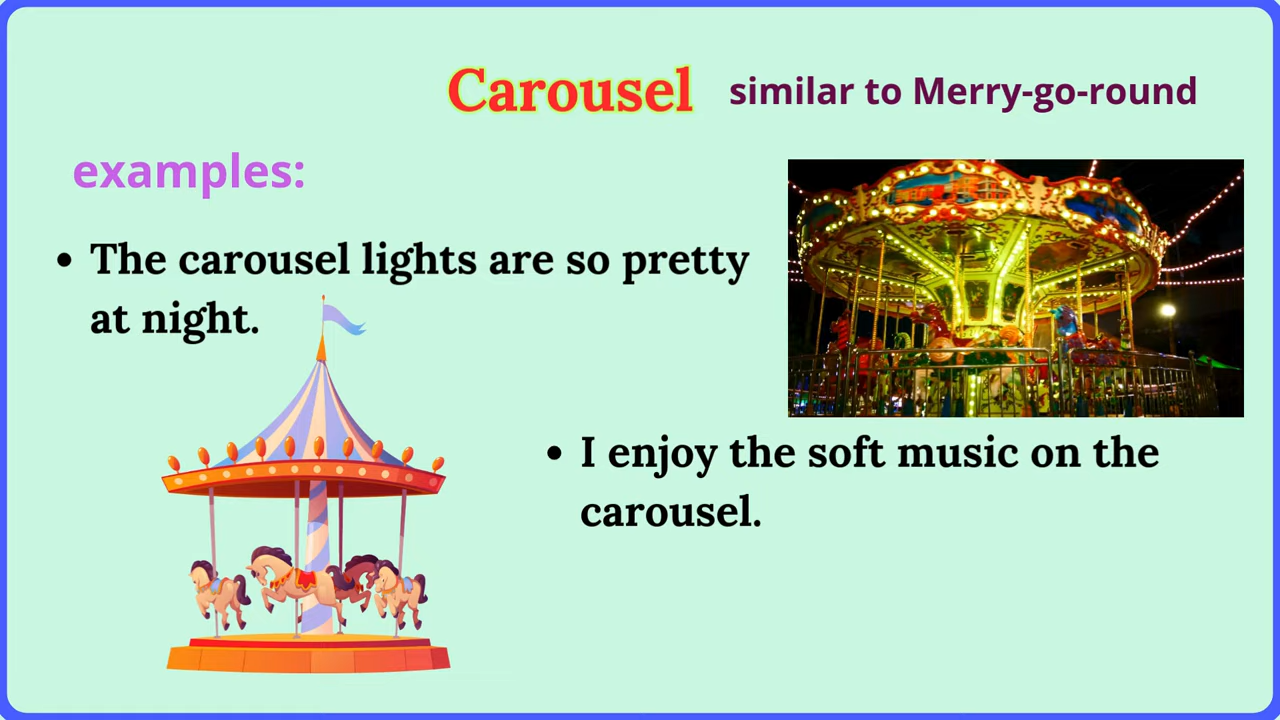 Carousel similar to Merry-go-round
examples:
• The carousel lights are so pretty
at night.
• I enjoy the soft music on the
carousel.